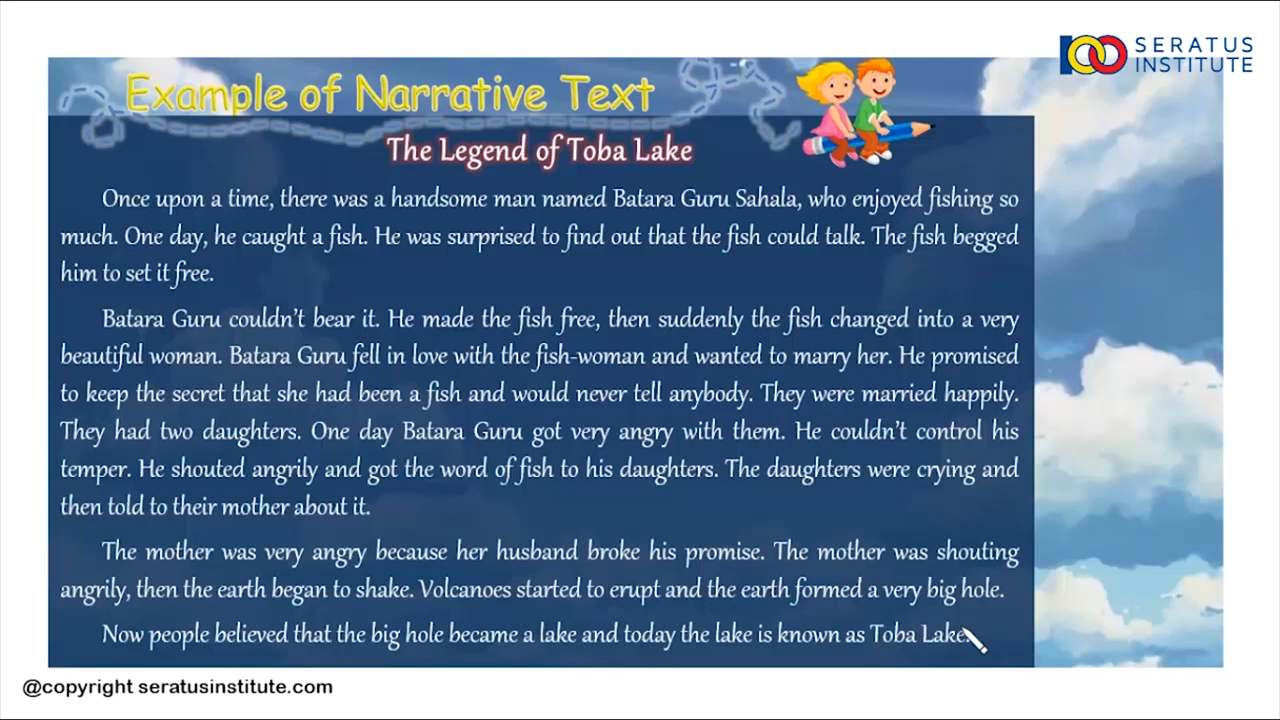 100 SERATUS
INSTITUTE
Example of Narrative Text
The Legend of Toba Lake
Once upon a time, there was a handsome man named Batara Guru Sahala, who enjoyed fishing so
much. One day, he caught a fish. He was surprised to find out that the fish could talk. The fish begged
him to set it free.
Batara Guru couldn't bear it. He made the fish free, then suddenly the fish changed into a very
beautiful woman. Batara Guru fell in love with the fish-woman and wanted to marry her. He promised
to keep the secret that she had been a fish and would never tell anybody. They were married happily.
They had two daughters. One day Batara Guru got very angry with them. He couldn't control his
temper. He shouted angrily and got the word of fish to his daughters. The daughters were crying and
then told to their mother about it.
The mother was very angry because her husband broke his promise. The mother was shouting
angrily, then the earth began to shake. Volcanoes started to erupt and the earth formed a very big hole.
Now people believed that the big hole became a lake and today the lake is known as Toba Lake.
@copyright seratusinstitute.com